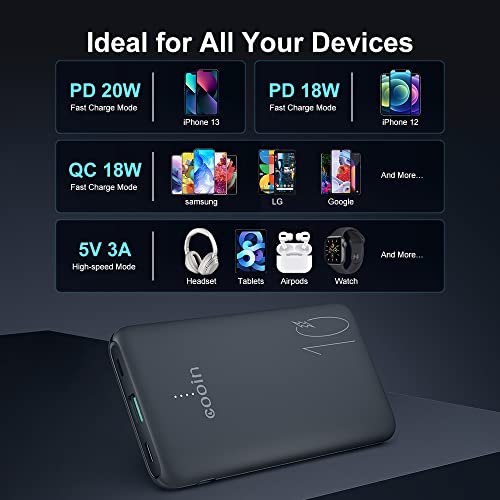 Ideal for All Your Devices
PD 20W
Fast Charge Mode
iPhone 13
PD 18W
Fast Charge Mode
iPhone 12
QC 18W
Fast Charge Mode
samsung
LG
Google
And More...
5V 3A
High-speed Mode
Headset
Tablets
Airpods
Watch
And More...
10
cooin